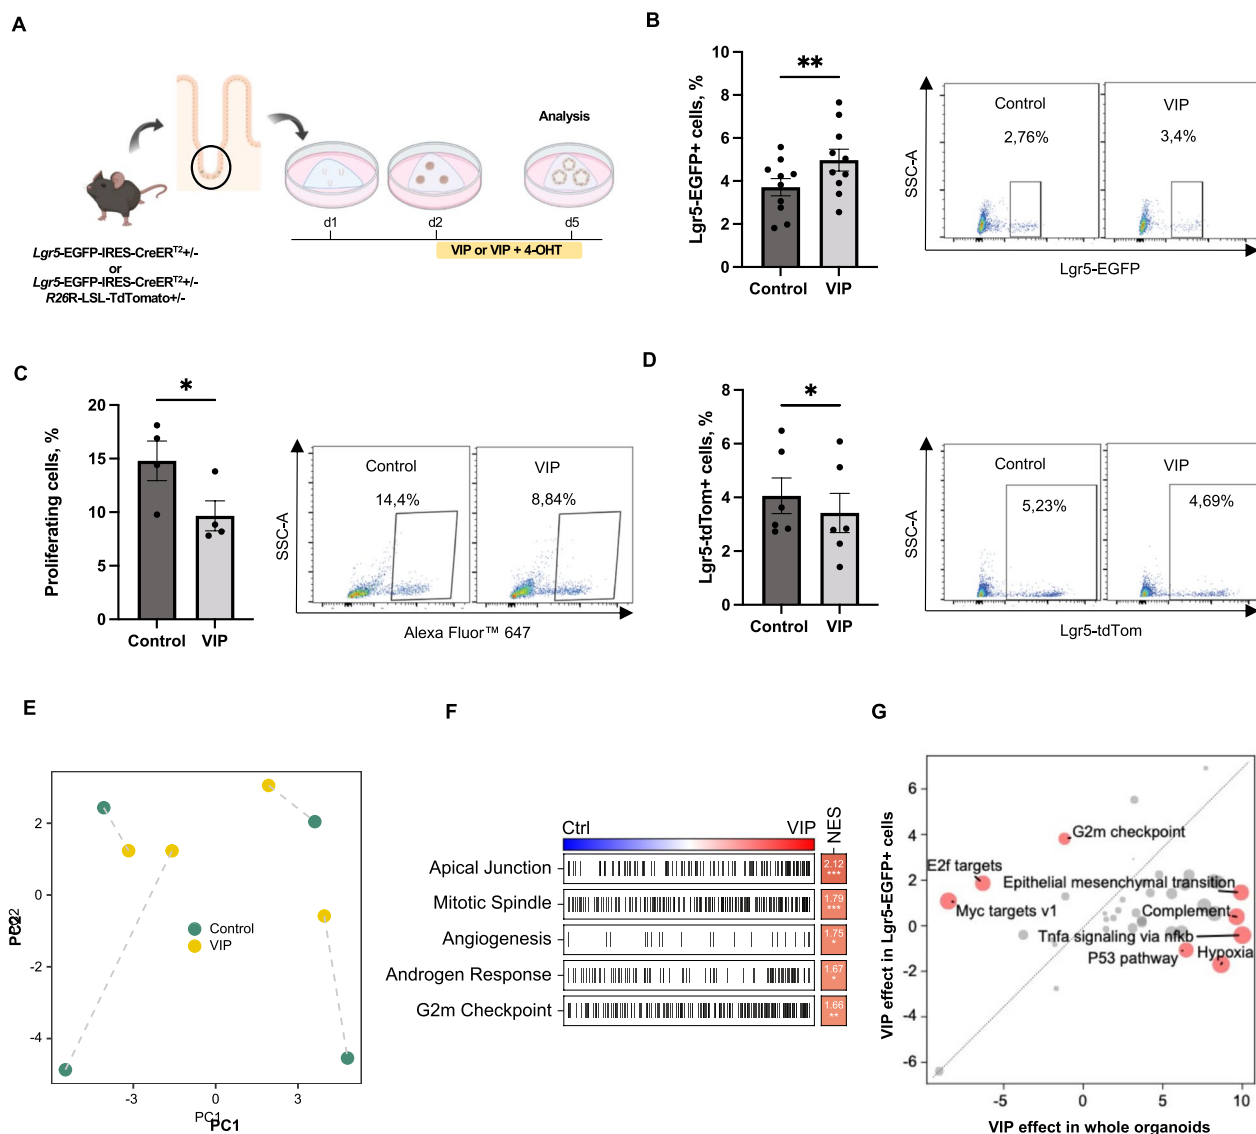 A
Analysis
d1
d2
d5
VIP or VIP + 4-OHT
Lgr5-EGFP-IRES-CreERT2+/-
or
Lgr5-EGFP-IRES-CreERT2+/-
R26R-LSL-TdTomato+/-
B
Lgr5-EGFP+ cells, %
10
8
6
4
2
0
**
Control
VIP
SSC-A
Control
2,76%
VIP
3,4%
Lgr5-EGFP
C
Proliferating cells, %
20
15
10
5
0
*
Control
VIP
SSC-A
Control
14,4%
VIP
8,84%
Alexa Fluor™ 647
D
Lgr5-tdTom+ cells, %
8
6
4
2
0
*
Control
VIP
SSC-A
Control
5,23%
VIP
4,69%
Lgr5-tdTom
E
PC2
2
0
-2
-4
Control
VIP
-3
0
3
PC1
PC1
F
Ctrl
VIP
NES
Apical Junction
2.12
***
Mitotic Spindle
1.79
***
Angiogenesis
1.75
*
Androgen Response
1.67
*
G2m Checkpoint
1.66
**
G
VIP effect in Lgr5-EGFP+ cells
6
4
2
0
-2
-4
-6
G2m checkpoint
E2f targets
Epithelial mesenchymal transition
Myc targets v1
Complement
Tnfa signaling via nfkb
P53 pathway
Hypoxia
-5
0
5
10
VIP effect in whole organoids